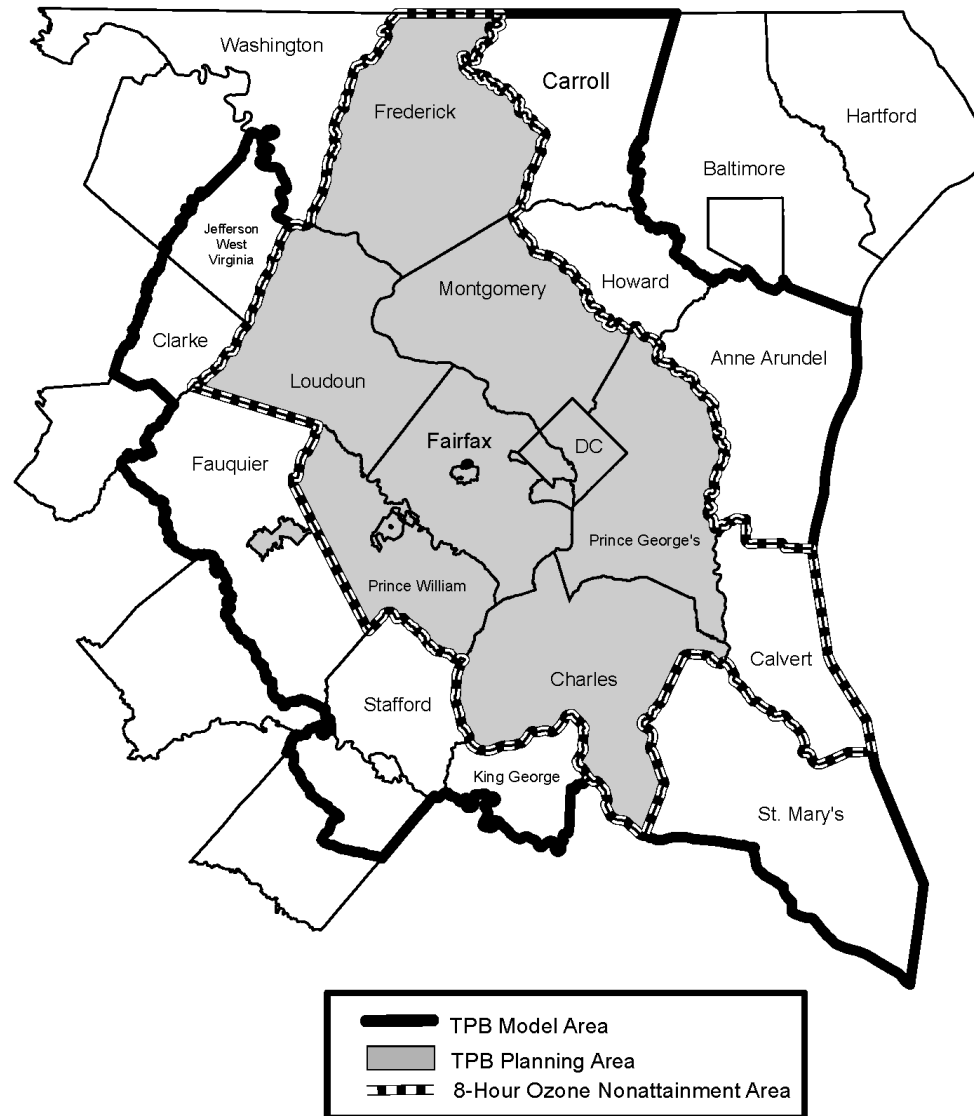 Washington
Carroll
Frederick
Hartford
Baltimore
Jefferson
West
Virginia
Montgomery
Howard
Clarke
Anne Arundel
Loudoun
Fairfax
DC
Fauquier
Prince George's
Prince William
Calvert
Charles
Stafford
King George
St. Mary's
TPB Model Area
TPB Planning Area
8-Hour Ozone Nonattainment Area